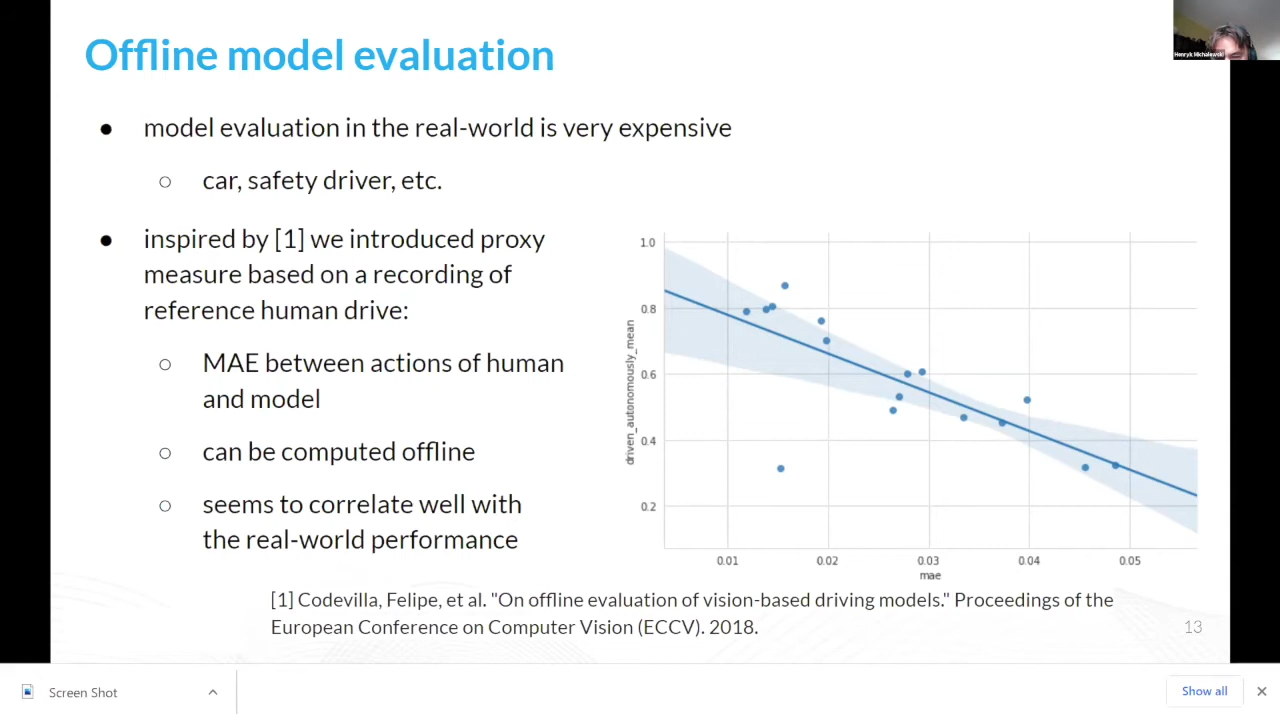 Offline model evaluation
Henryk Michalewski
● model evaluation in the real-world is very expensive
○ car, safety driver, etc.
● inspired by [1] we introduced proxy
measure based on a recording of
reference human drive:
○ MAE between actions of human
and model
○ can be computed offline
○ seems to correlate well with
the real-world performance
driven_autonomously_mean
1.0
0.8
0.6
0.4
0.2
0.01 0.02 0.03 0.04 0.05
mae
[1] Codevilla, Felipe, et al. "On offline evaluation of vision-based driving models." Proceedings of the
European Conference on Computer Vision (ECCV). 2018.
13
Screen Shot
Show all